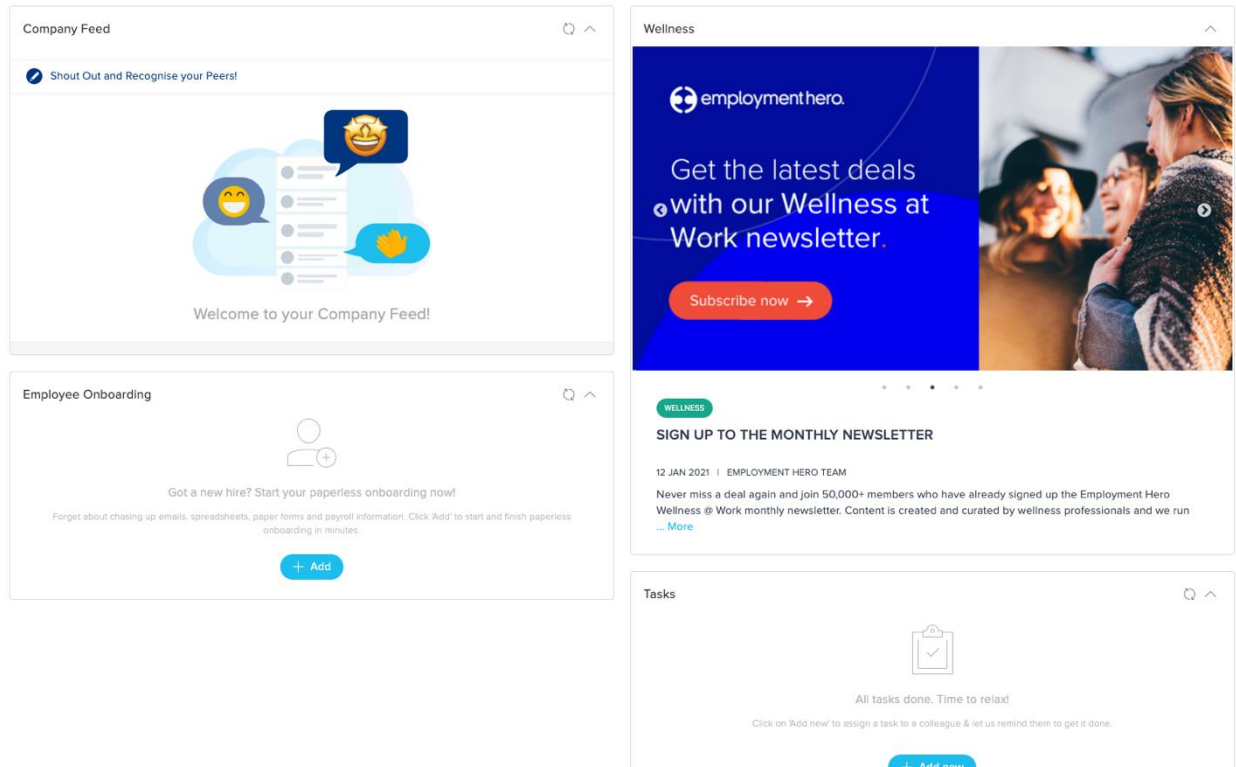 Company Feed
Shout Out and Recognise your Peers!
Welcome to your Company Feed!
Employee Onboarding
Got a new hire? Start your paperless onboarding now!
Forget about chasing up emails, spreadsheets, paper forms and payroll information. Click 'Add' to start and finish paperless
onboarding in minutes.
+ Add
Wellness
employmenthero.
Get the latest deals
with our Wellness at
Work newsletter.
Subscribe now →
WELLNESS
SIGN UP TO THE MONTHLY NEWSLETTER
12 JAN 2021 | EMPLOYMENT HERO TEAM
Never miss a deal again and join 50,000+ members who have already signed up the Employment Hero
Wellness @ Work monthly newsletter. Content is created and curated by wellness professionals and we run
... More
Tasks
All tasks done. Time to relax!
Click on 'Add new' to assign a task to a colleague & let us remind them to get it done.
+ Add new